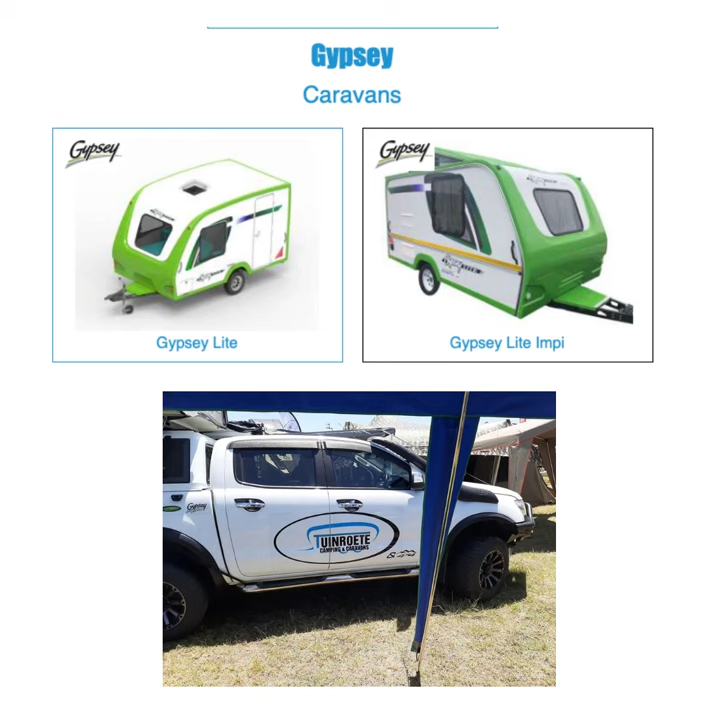 Gypsey
Caravans
Gypsey
Gypsey
Gypsey Lite
Gypsey Lite Impi
Gypsey
TUINROETE
CAMPING & CARAVANS